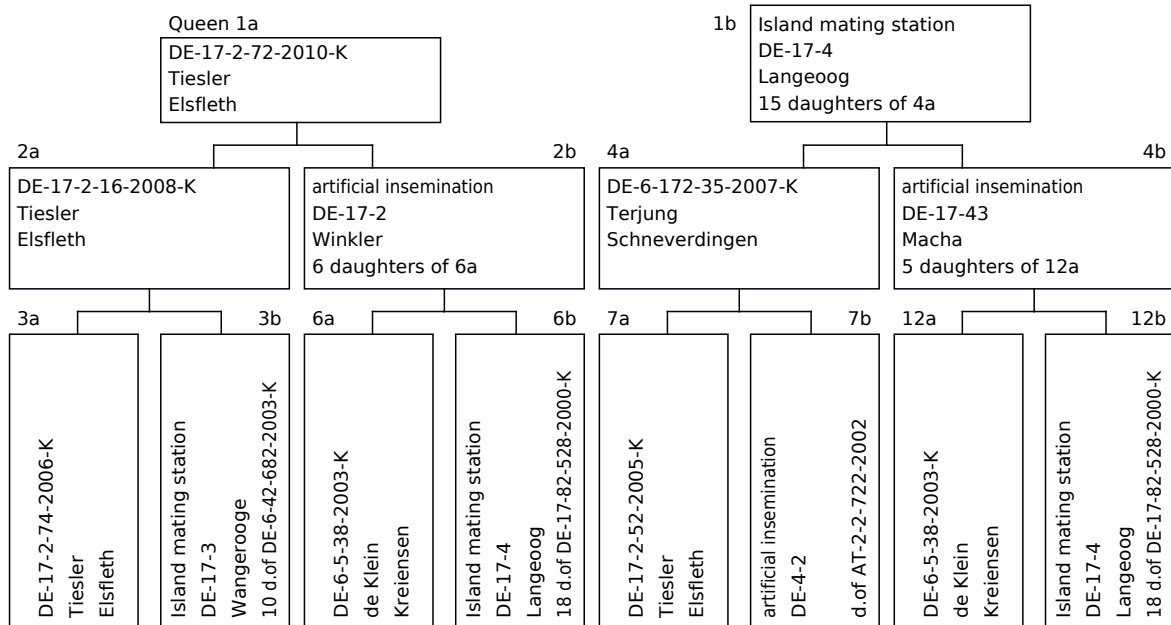 Queen 1a
DE-17-2-72-2010-K
Tiesler
Elsfleth
1b
Island mating station
DE-17-4
Langeoog
15 daughters of 4a
2a
DE-17-2-16-2008-K
Tiesler
Elsfleth
2b
artificial insemination
DE-17-2
Winkler
6 daughters of 6a
4a
DE-6-172-35-2007-K
Terjung
Schneverdingen
4b
artificial insemination
DE-17-43
Macha
5 daughters of 12a
3a
DE-17-2-74-2006-K
Tiesler
Elsfleth
3b
Island mating station
DE-17-3
Wangerooge
10 d.of DE-6-42-682-2003-K
6a
DE-6-5-38-2003-K
de Klein
Kreiensen
6b
Island mating station
DE-17-4
Langeoog
18 d.of DE-17-82-528-2000-K
7a
DE-17-2-52-2005-K
Tiesler
Elsfleth
7b
artificial insemination
DE-4-2
d.of AT-2-2-722-2002
12a
DE-6-5-38-2003-K
de Klein
Kreiensen
12b
Island mating station
DE-17-4
Langeoog
18 d.of DE-17-82-528-2000-K